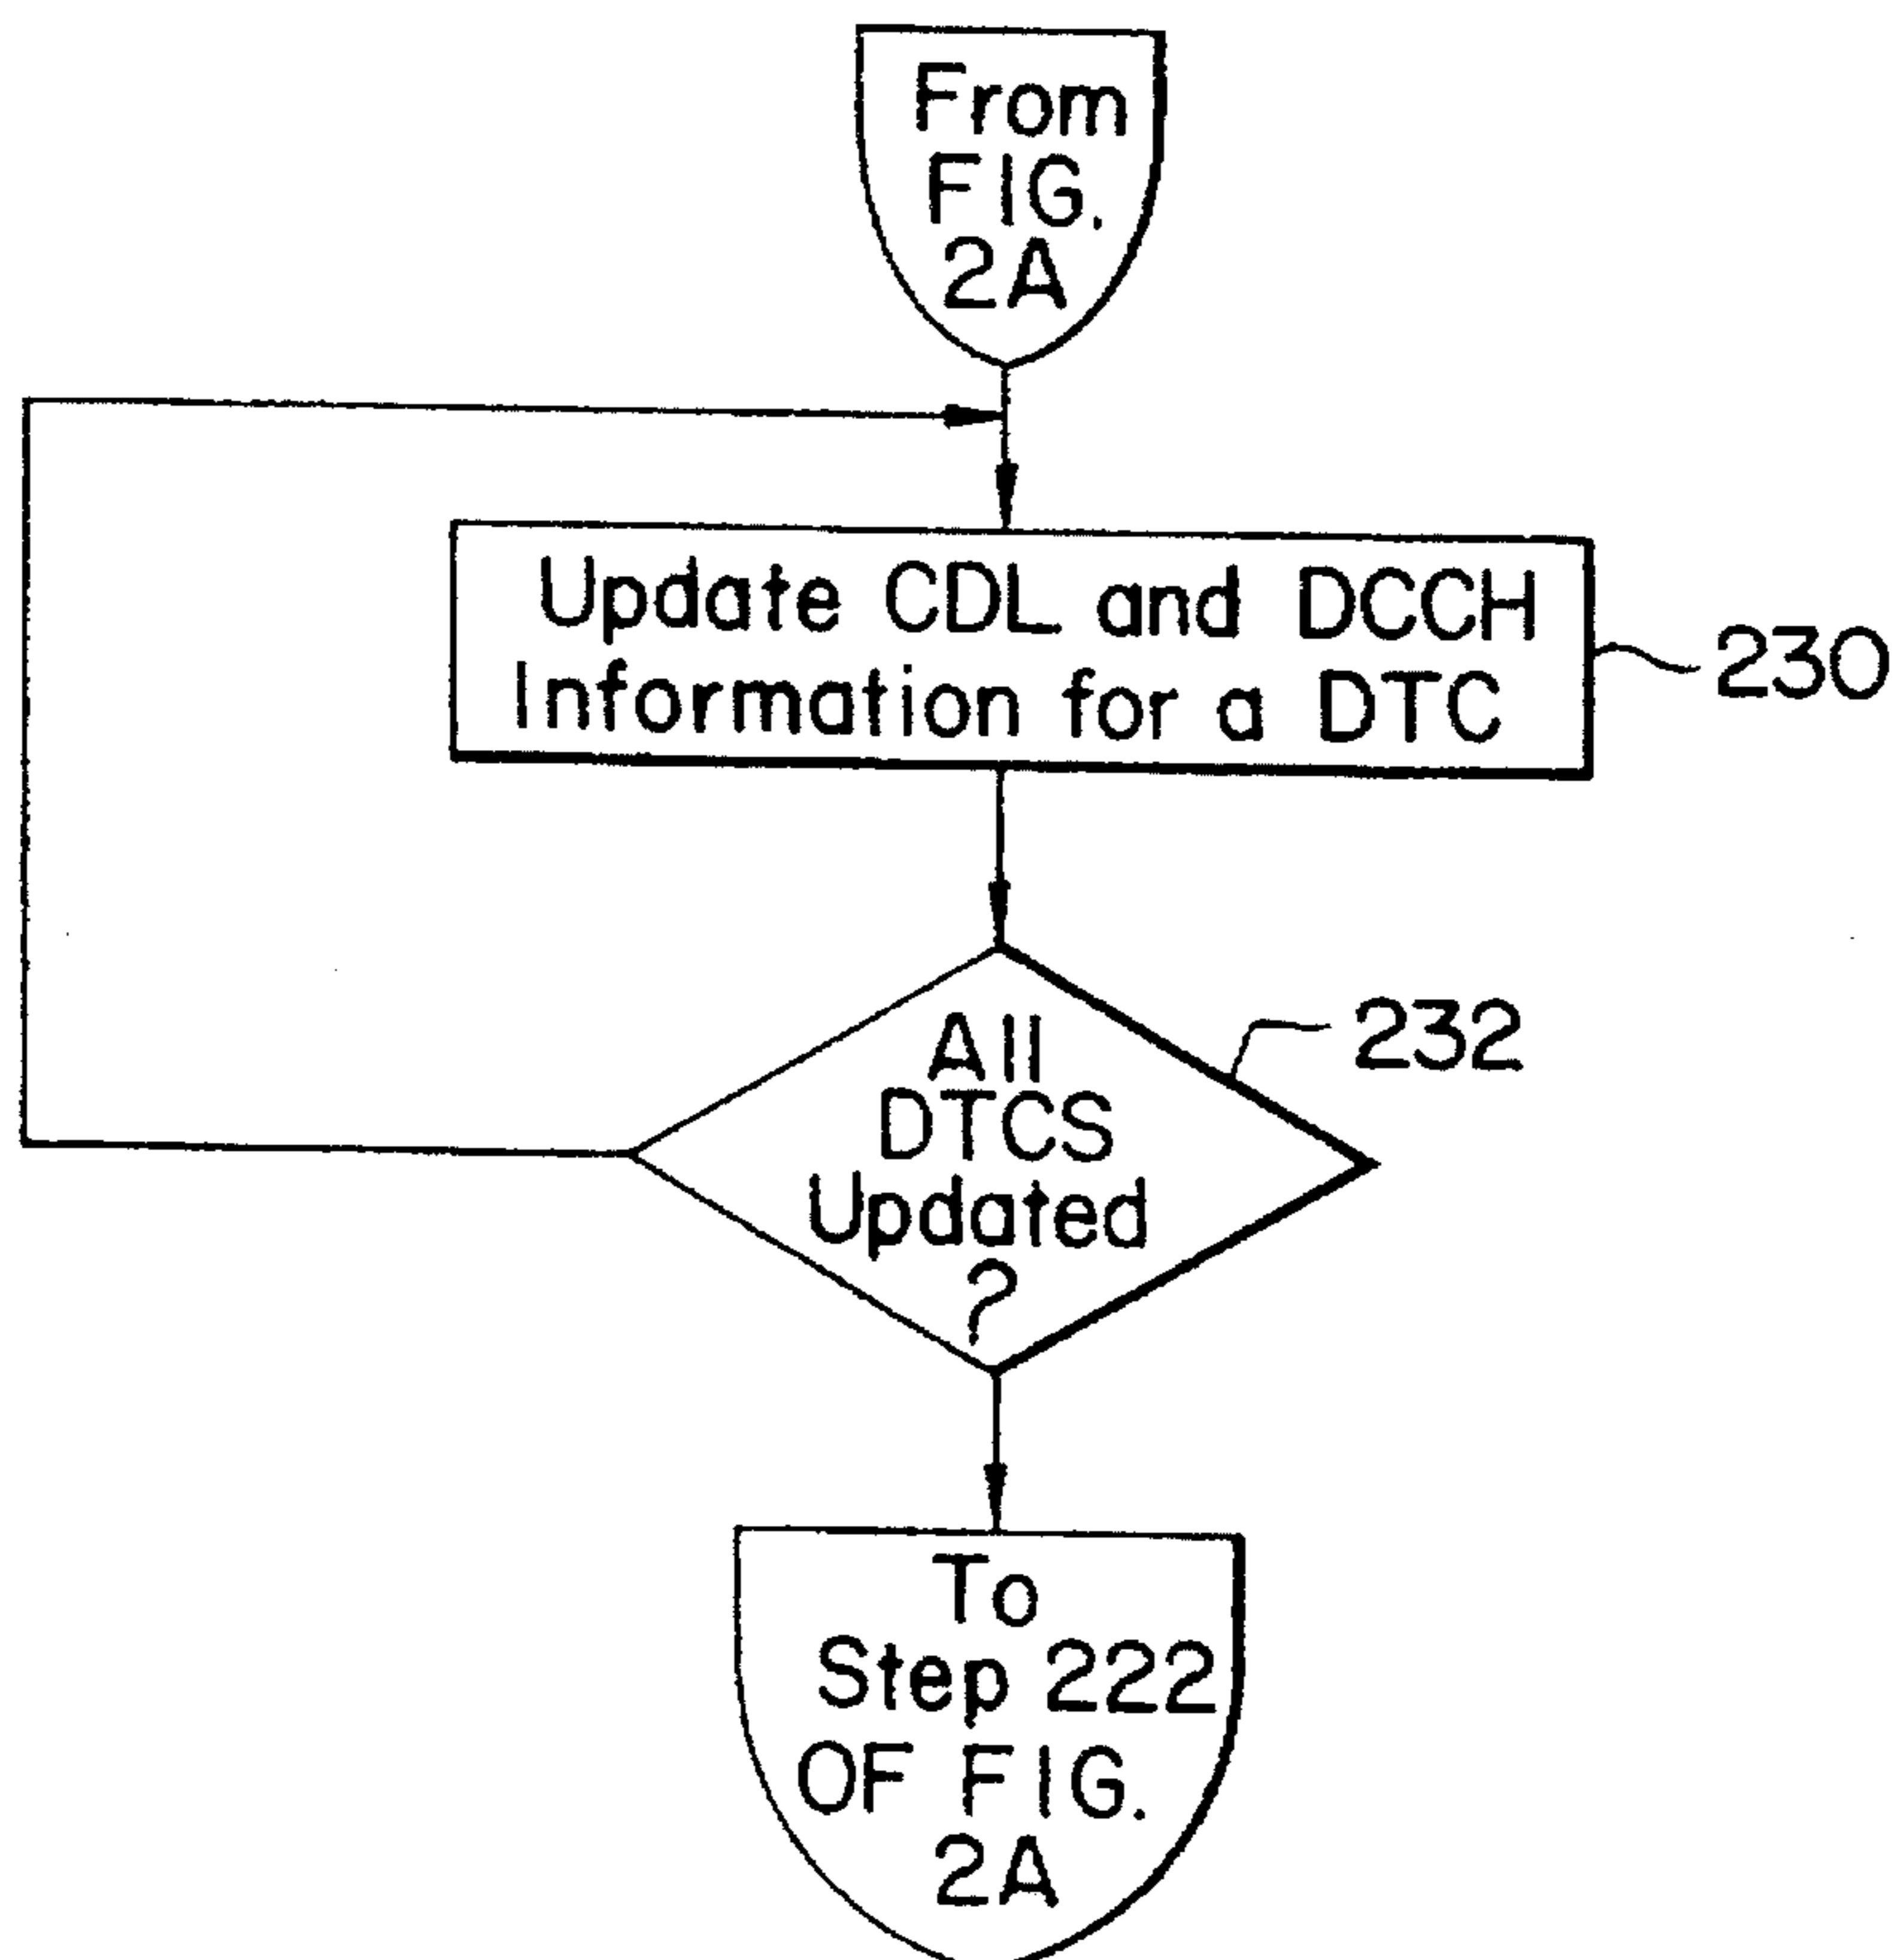 From
FIG.
2A
Update CDL and DCCH
Information for a DTC
230
232
All
DTCS
Updated
?
To
Step 222
OF FIG.
2A